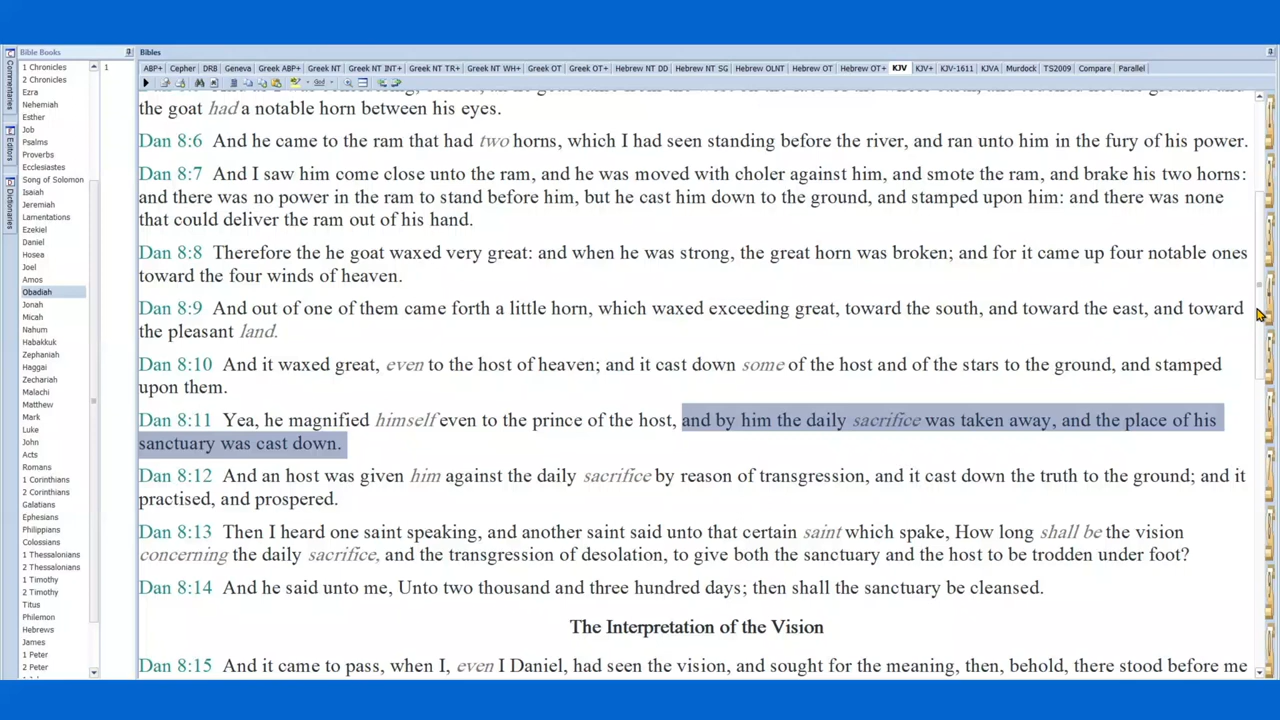 Bible Books
Bibles
Commentaries
Editors
Dictionaries
1 Chronicles
2 Chronicles
Ezra
Nehemiah
Esther
Job
Psalms
Proverbs
Ecclesiastes
Song of Solomon
Isaiah
Jeremiah
Lamentations
Ezekiel
Daniel
Hosea
Joel
Amos
Obadiah
Jonah
Micah
Nahum
Habakkuk
Zephaniah
Haggai
Zechariah
Malachi
Matthew
Mark
Luke
John
Acts
Romans
1 Corinthians
2 Corinthians
Galatians
Ephesians
Philippians
Colossians
1 Thessalonians
2 Thessalonians
1 Timothy
2 Timothy
Titus
Philemon
Hebrews
James
1 Peter
2 Peter
1
ABP+ Cepher DRB Geneva Greek ABP+ Greek NT Greek NT INT+ Greek NT TR+ Greek NT WH+ Greek OT Greek OT+ Hebrew NT DD Hebrew NT SG Hebrew OLNT Hebrew OT Hebrew OT+ KJV KJV+ KJV-1611 KJVA Murdock TS2009 Compare Parallel
the goat had a notable horn between his eyes.
Dan 8:6 And he came to the ram that had two horns, which I had seen standing before the river, and ran unto him in the fury of his power.
Dan 8:7 And I saw him come close unto the ram, and he was moved with choler against him, and smote the ram, and brake his two horns:
and there was no power in the ram to stand before him, but he cast him down to the ground, and stamped upon him: and there was none
that could deliver the ram out of his hand.
Dan 8:8 Therefore the he goat waxed very great: and when he was strong, the great horn was broken; and for it came up four notable ones
toward the four winds of heaven.
Dan 8:9 And out of one of them came forth a little horn, which waxed exceeding great, toward the south, and toward the east, and toward
the pleasant land.
Dan 8:10 And it waxed great, even to the host of heaven; and it cast down some of the host and of the stars to the ground, and stamped
upon them.
Dan 8:11 Yea, he magnified himself even to the prince of the host, and by him the daily sacrifice was taken away, and the place of his
sanctuary was cast down.
Dan 8:12 And an host was given him against the daily sacrifice by reason of transgression, and it cast down the truth to the ground; and it
practised, and prospered.
Dan 8:13 Then I heard one saint speaking, and another saint said unto that certain saint which spake, How long shall be the vision
concerning the daily sacrifice, and the transgression of desolation, to give both the sanctuary and the host to be trodden under foot?
Dan 8:14 And he said unto me, Unto two thousand and three hundred days; then shall the sanctuary be cleansed.
The Interpretation of the Vision
Dan 8:15 And it came to pass, when I, even I Daniel, had seen the vision, and sought for the meaning, then, behold, there stood before me